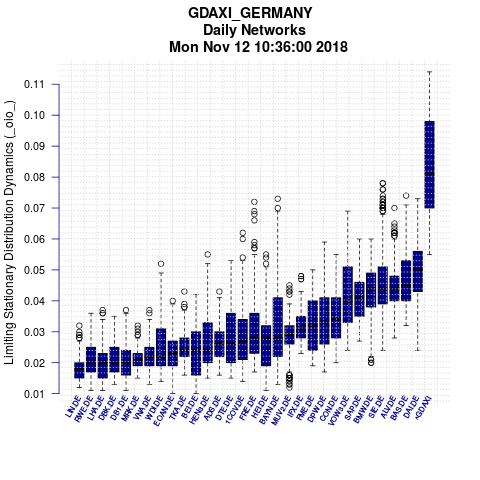 GDAXI_GERMANY
Daily Networks
Mon Nov 12 10:36:00 2018
Limiting Stationary Distribution Dynamics (_oio_)
0.11
0.10
0.09
0.08
0.07
0.06
0.05
0.04
0.03
0.02
0.01
LIN.DE
RWE.DE
LHA.DE
DBK.DE
DB1.DE
MRK.DE
VNA.DE
WDI.DE
EOAN.DE
TKA.DE
BEI.DE
HEN3.DE
ADS.DE
DTE.DE
1COV.DE
FRE.DE
HEI.DE
BAYN.DE
MUV2.DE
IFX.DE
FME.DE
DPW.DE
CON.DE
VOW3.DE
SAP.DE
BMW.DE
SIE.DE
ALV.DE
BAS.DE
DAI.DE
^GDAXI